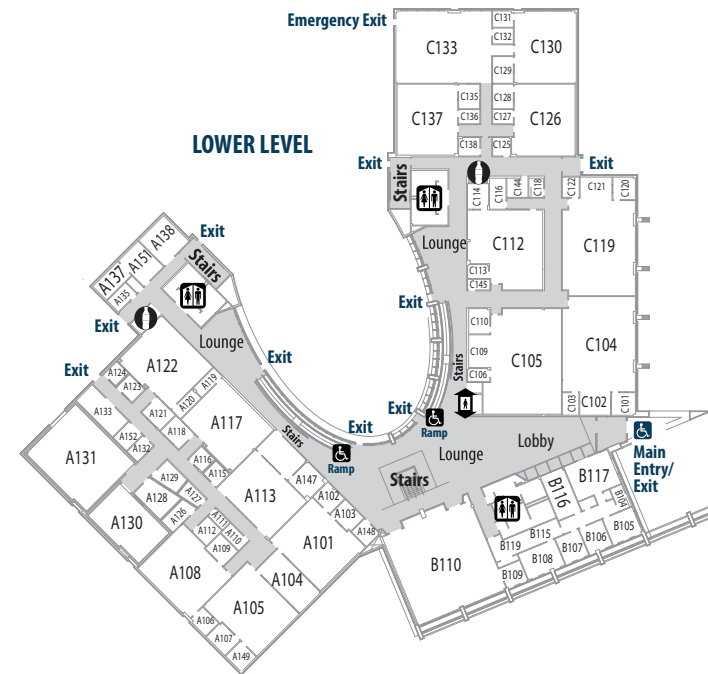 Emergency Exit
C131
C132
C133
C130
C129
C135
C128
C137
C136
C127
C126
C138
C125
LOWER LEVEL
Exit
Stairs
Exit
C114
C116
C144
C118
C122
C121
C120
Lounge
C112
C119
C113
C145
Exit
C110
C109
C106
Stairs
C105
C104
C103
C102
C101
Exit
Ramp
Lobby
Lounge
Main
Entry/
Exit
Stairs
A138
A151
A137
A135
Exit
Stairs
Exit
Lounge
Exit
Exit
A122
A124
A123
A119
A120
A133
A121
A118
A117
Stairs
Exit
Ramp
A152
A132
A131
A116
A115
A129
A128
A127
A126
A113
A147
A102
A103
A148
A130
A111
A110
A112
A109
A101
A108
A104
A105
A106
A107
A149
B117
B116
B104
B115
B105
B106
B119
B107
B108
B110
B109